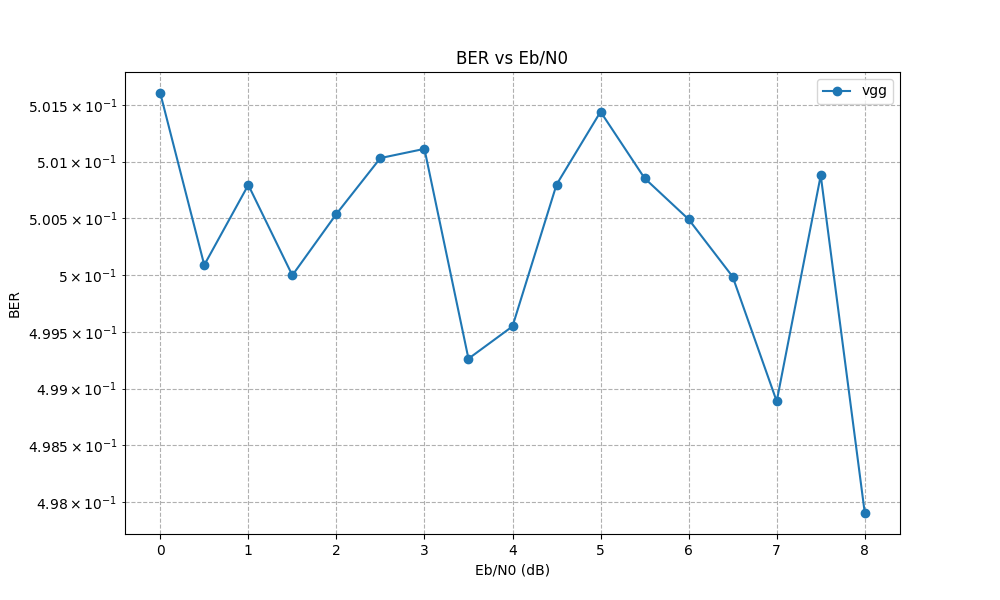 BER vs Eb/N0
vgg
BER
5.015 × 10⁻¹
5.01 × 10⁻¹
5.005 × 10⁻¹
5 × 10⁻¹
4.995 × 10⁻¹
4.99 × 10⁻¹
4.985 × 10⁻¹
4.98 × 10⁻¹
0 1 2 3 4 5 6 7 8
Eb/N0 (dB)